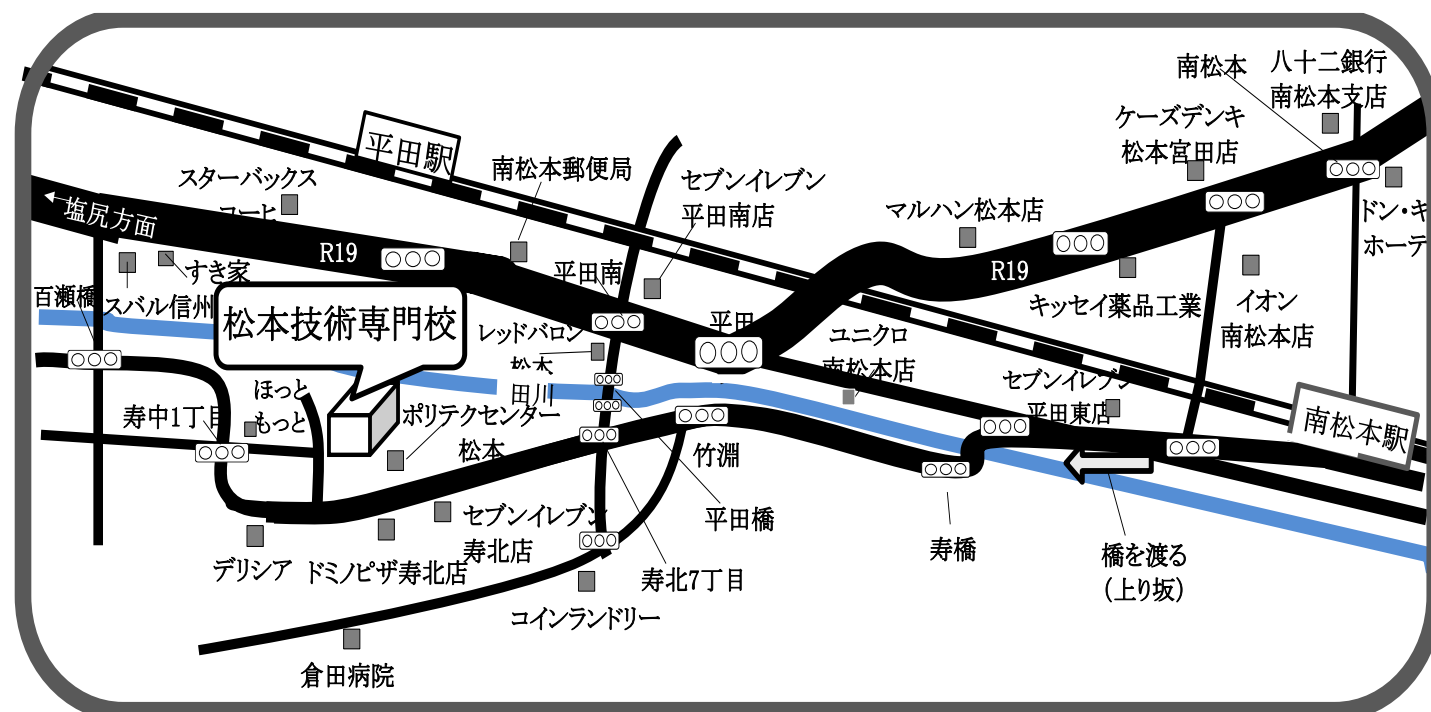 南松本
八十二銀行
南松本支店
ケーズデンキ
松本宮田店
平田駅
南松本郵便局
スターバックス
コーヒ
セブンイレブン
平田南店
マルハン松本店
ドン・キ
ホーテ
塩尻方面
R19
R19
平田南
すき家
スバル信州
百瀬橋
キッセイ薬品工業
イオン
南松本店
松本技術専門校
レッドバロン
松本
平田
ユニクロ
南松本店
田川
セブンイレブン
平田東店
ほっと
もっと
寿中1丁目
ポリテクセンター
松本
竹淵
南松本駅
セブンイレブン
寿北店
平田橋
寿橋
橋を渡る
（上り坂）
デリシア
ドミノピザ寿北店
寿北7丁目
コインランドリー
倉田病院